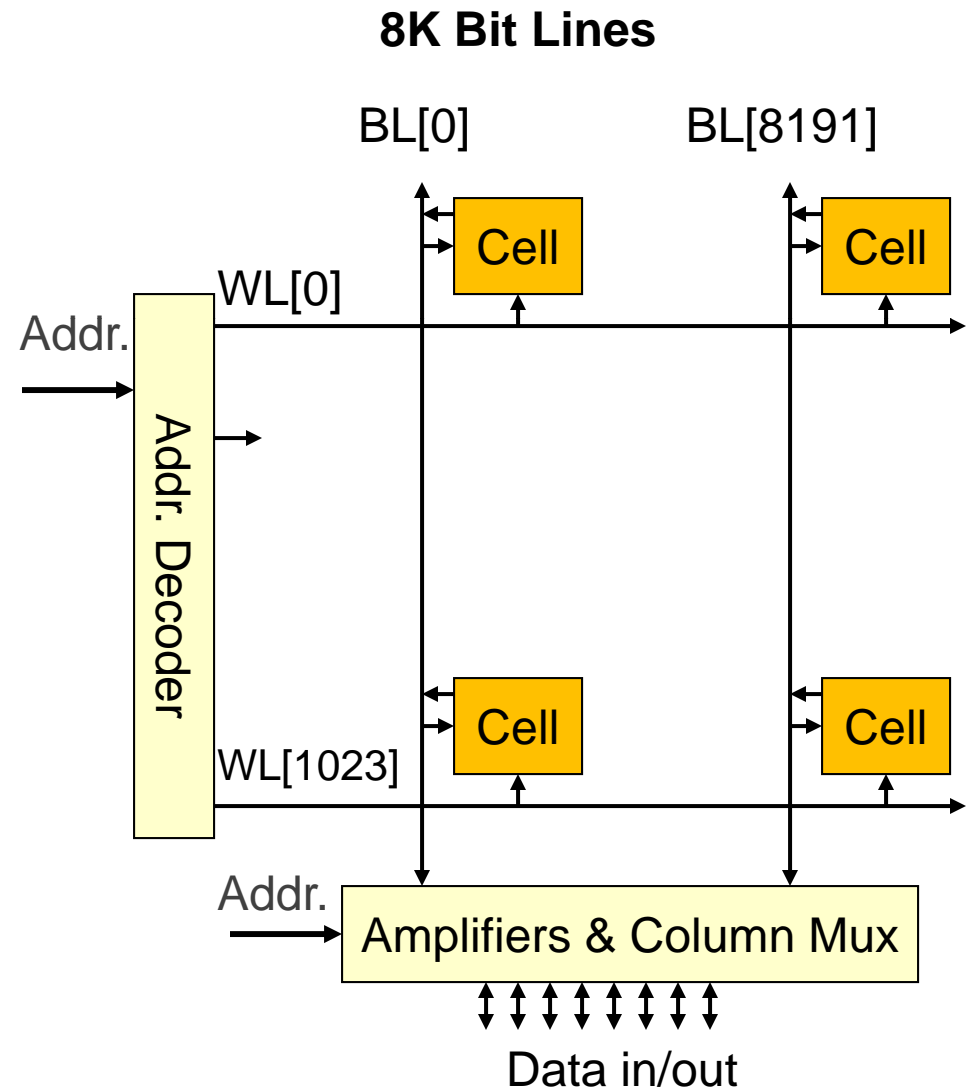 8K Bit Lines
BL[0]
BL[8191]
Cell
Cell
WL[0]
Addr.
Addr. Decoder
Cell
Cell
WL[1023]
Addr.
Amplifiers & Column Mux
Data in/out